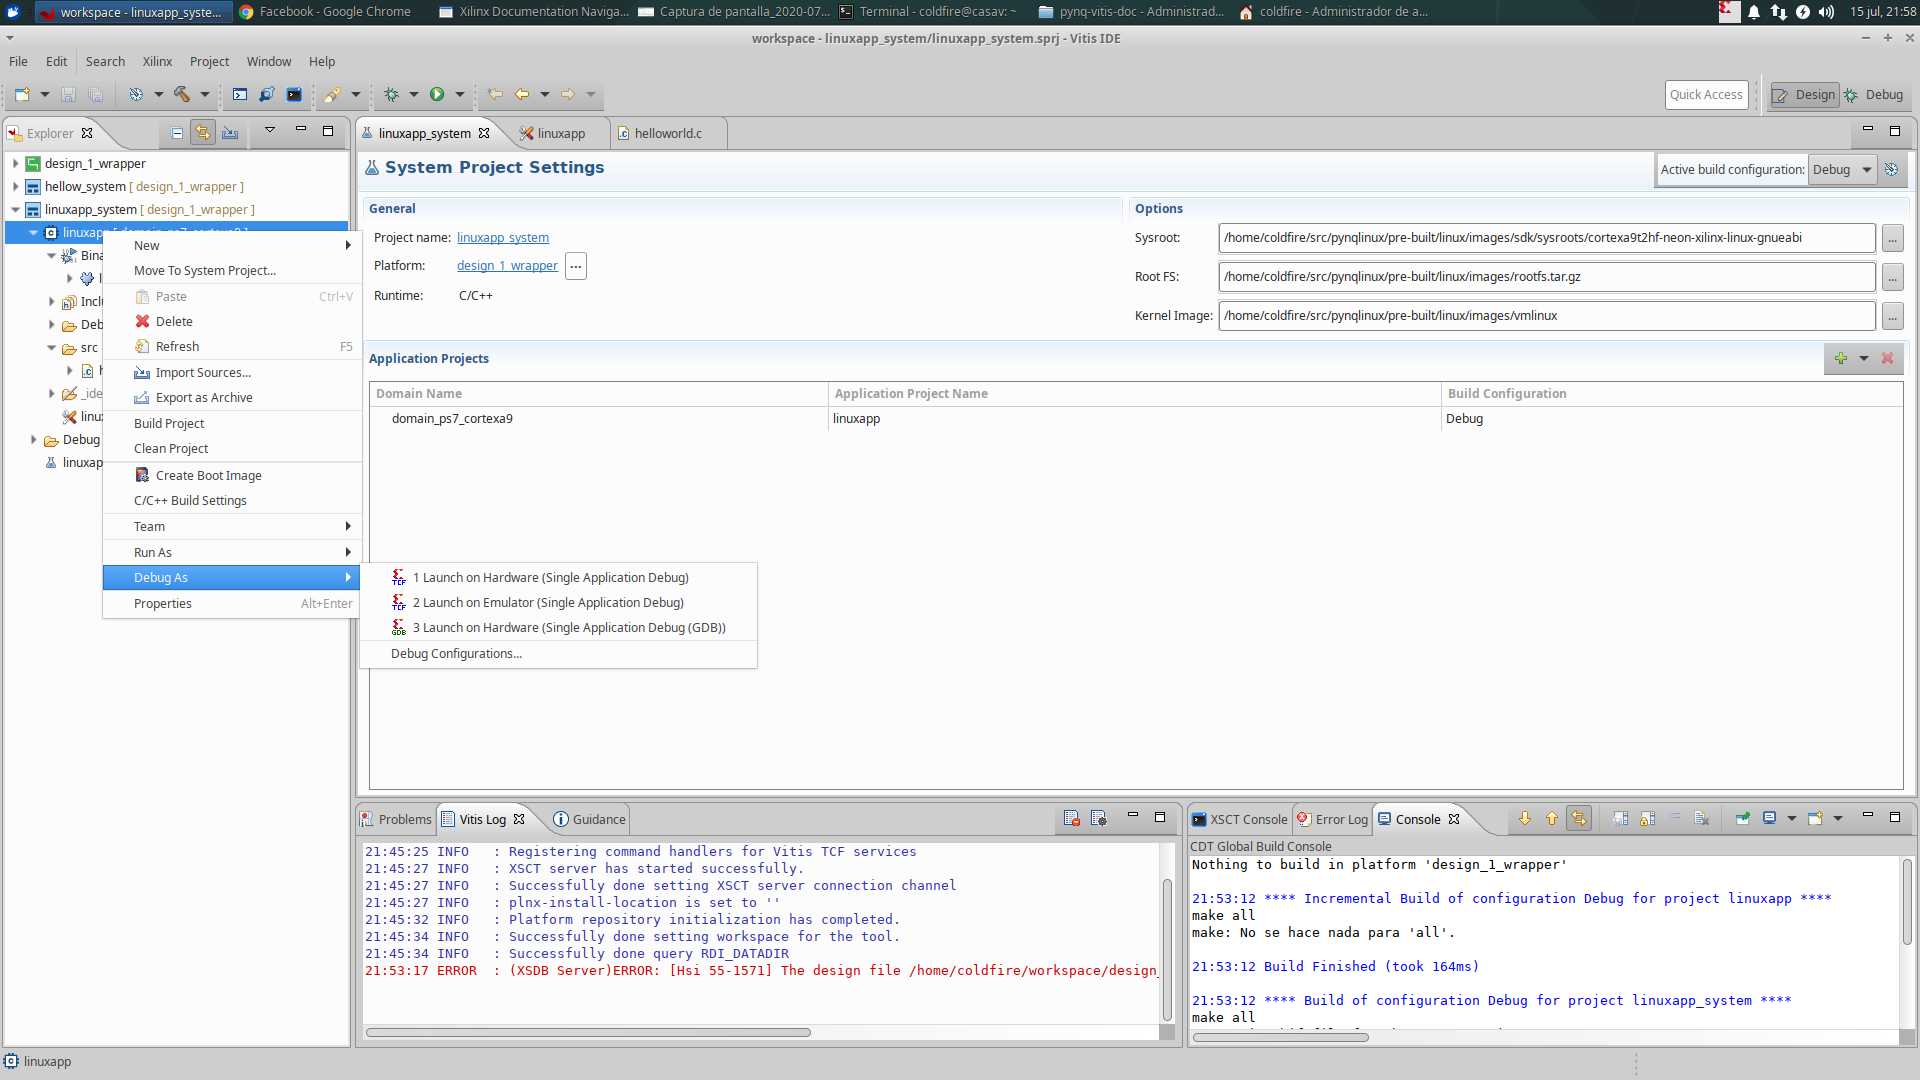 workspace - linuxapp_syste...
Facebook - Google Chrome
Xilinx Documentation Naviga...
Captura de pantalla_2020-07...
Terminal - coldfire@casav: ~
pynq-vitis-doc - Administrad...
coldfire - Administrador de a...
15 jul, 21:58
workspace - linuxapp_system/linuxapp_system.sprj - Vitis IDE
File Edit Search Xilinx Project Window Help
Quick Access
Design
Debug
Explorer
design_1_wrapper
hellow_system [ design_1_wrapper ]
linuxapp_system [ design_1_wrapper ]
linuxapp [ domain_ps7_cortexa9 ]
Bina
Inclu
Deb
src
_ide
linux
Debug
linuxap
New
Move To System Project...
Paste Ctrl+V
Delete
Refresh F5
Import Sources...
Export as Archive
Build Project
Clean Project
Create Boot Image
C/C++ Build Settings
Team
Run As
Debug As
Properties Alt+Enter
1 Launch on Hardware (Single Application Debug)
2 Launch on Emulator (Single Application Debug)
3 Launch on Hardware (Single Application Debug (GDB))
Debug Configurations...
linuxapp_system
linuxapp
helloworld.c
System Project Settings
Active build configuration: Debug
General
Project name: linuxapp_system
Platform: design_1_wrapper ...
Runtime: C/C++
Options
Sysroot: /home/coldfire/src/pynqlinux/pre-built/linux/images/sdk/sysroots/cortexa9t2hf-neon-xilinx-linux-gnueabi ...
Root FS: /home/coldfire/src/pynqlinux/pre-built/linux/images/rootfs.tar.gz ...
Kernel Image: /home/coldfire/src/pynqlinux/pre-built/linux/images/vmlinux ...
Application Projects
Domain Name Application Project Name Build Configuration
domain_ps7_cortexa9 linuxapp Debug
Problems
Vitis Log
Guidance
21:45:25 INFO : Registering command handlers for Vitis TCF services
21:45:27 INFO : XSCT server has started successfully.
21:45:27 INFO : Successfully done setting XSCT server connection channel
21:45:27 INFO : plnx-install-location is set to ''
21:45:32 INFO : Platform repository initialization has completed.
21:45:34 INFO : Successfully done setting workspace for the tool.
21:45:34 INFO : Successfully done query RDI_DATADIR
21:53:17 ERROR : (XSDB Server)ERROR: [Hsi 55-1571] The design file /home/coldfire/workspace/design_
XSCT Console
Error Log
Console
CDT Global Build Console
Nothing to build in platform 'design_1_wrapper'
21:53:12 **** Incremental Build of configuration Debug for project linuxapp ****
make all
make: No se hace nada para 'all'.
21:53:12 Build Finished (took 164ms)
21:53:12 **** Build of configuration Debug for project linuxapp_system ****
make all
linuxapp